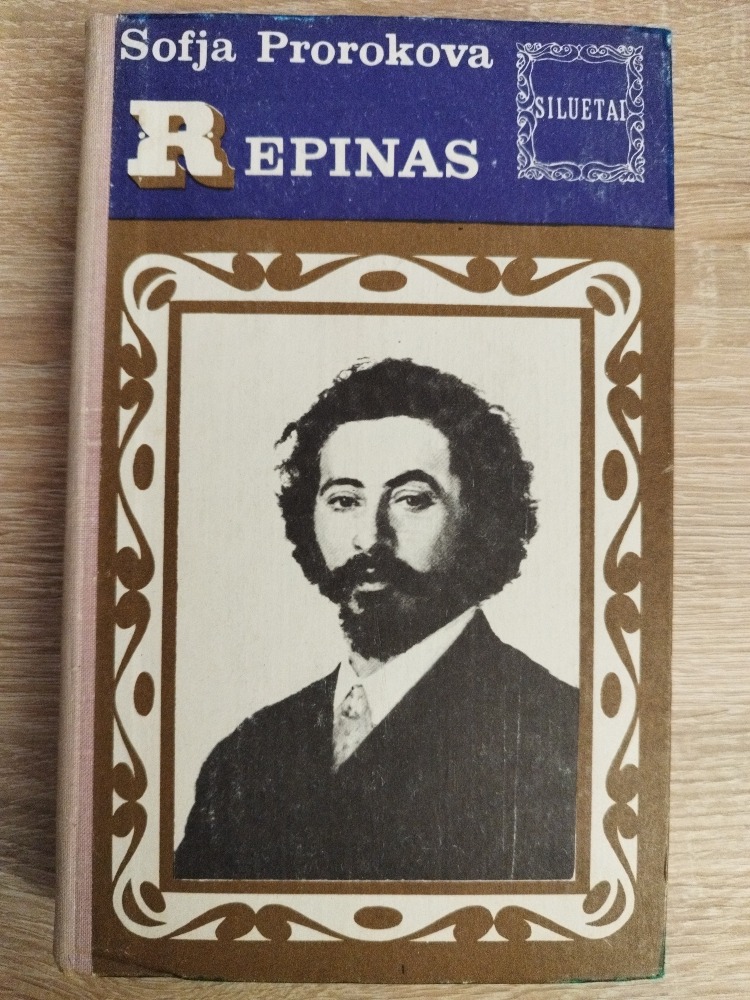 Sofja Prorokova
REPINAS
SILUETAI